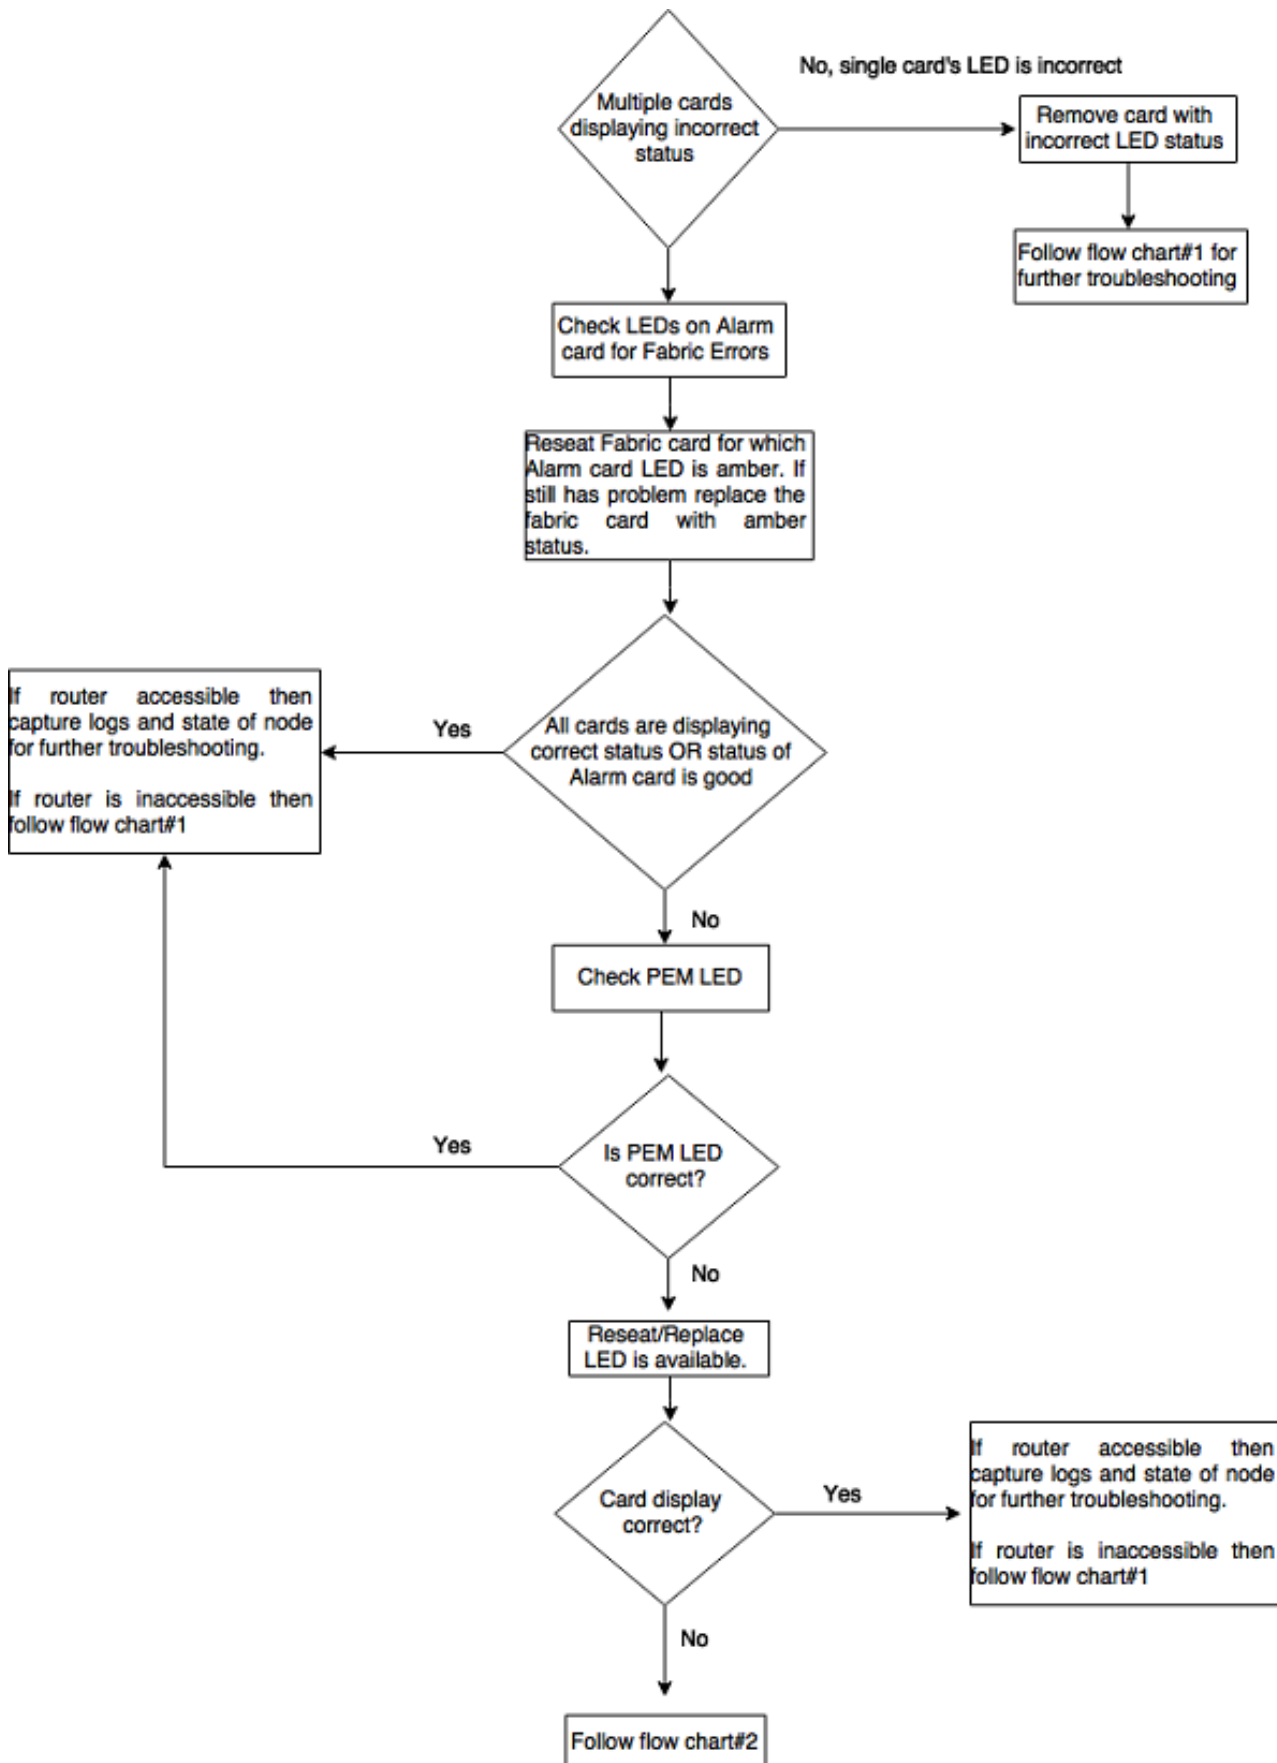 No, single card's LED is incorrect
Multiple cards
displaying incorrect
status
Remove card with
incorrect LED status
Follow flow chart#1 for
further troubleshooting
Check LEDs on Alarm
card for Fabric Errors
Reseat Fabric card for which
Alarm card LED is amber. If
still has problem replace the
fabric card with amber
status.
If router accessible then
capture logs and state of node
for further troubleshooting.
If router is inaccessible then
follow flow chart#1
Yes
All cards are displaying
correct status OR status of
Alarm card is good
No
Check PEM LED
Yes
Is PEM LED
correct?
No
Reseat/Replace
LED is available.
Card display
correct?
Yes
If router accessible then
capture logs and state of node
for further troubleshooting.
If router is inaccessible then
follow flow chart#1
No
Follow flow chart#2